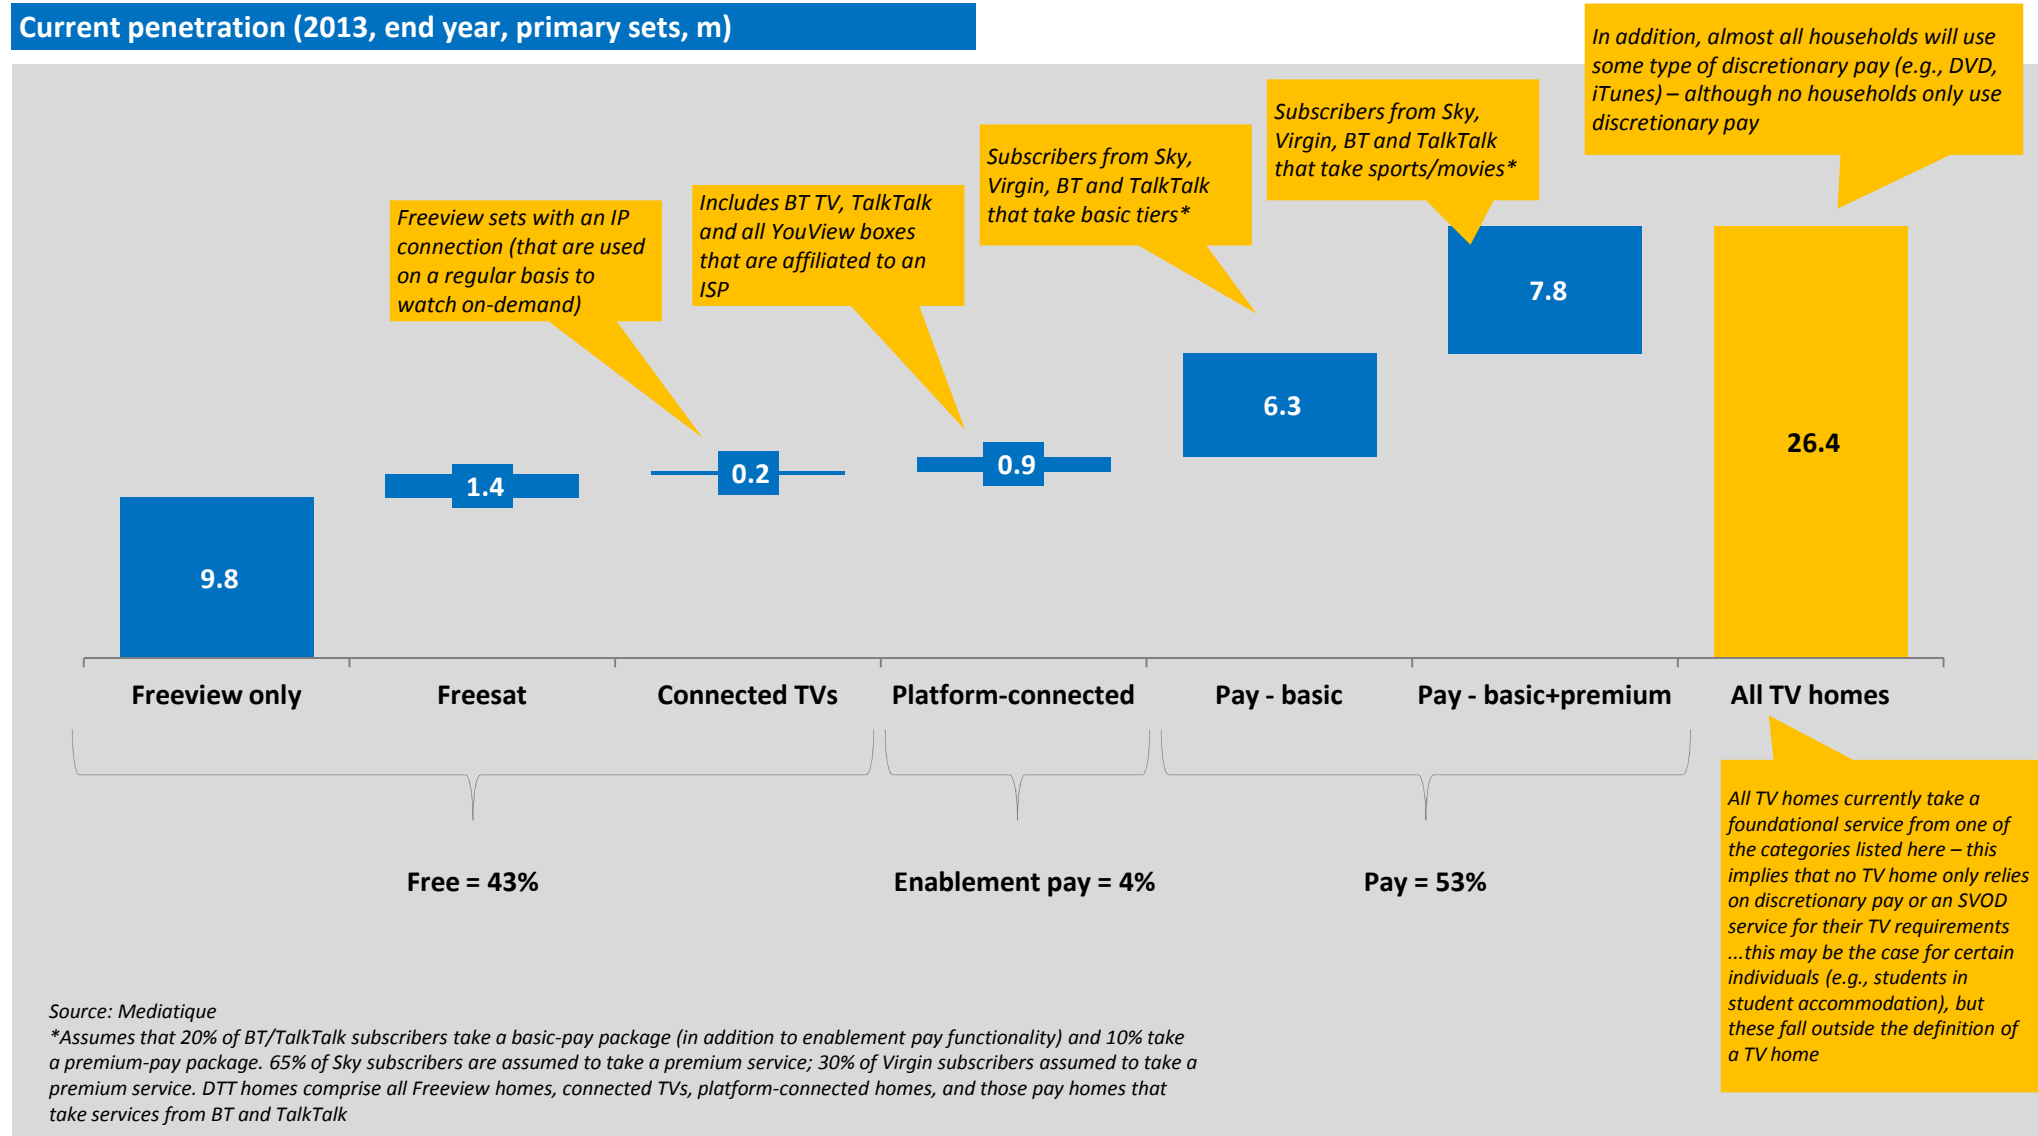 Current penetration (2013, end year, primary sets, m)
In addition, almost all households will use
some type of discretionary pay (e.g., DVD,
iTunes) – although no households only use
discretionary pay
Subscribers from Sky,
Virgin, BT and TalkTalk
that take sports/movies*
Subscribers from Sky,
Virgin, BT and TalkTalk
that take basic tiers*
Includes BT TV, TalkTalk
and all YouView boxes
that are affiliated to an
ISP
Freeview sets with an IP
connection (that are used
on a regular basis to
watch on-demand)
9.8
1.4
0.2
0.9
6.3
7.8
26.4
Freeview only
Freesat
Connected TVs
Platform-connected
Pay - basic
Pay - basic+premium
All TV homes
Free = 43%
Enablement pay = 4%
Pay = 53%
All TV homes currently take a
foundational service from one of
the categories listed here – this
implies that no TV home only relies
on discretionary pay or an SVOD
service for their TV requirements
...this may be the case for certain
individuals (e.g., students in
student accommodation), but
these fall outside the definition of
a TV home
Source: Mediatique
*Assumes that 20% of BT/TalkTalk subscribers take a basic-pay package (in addition to enablement pay functionality) and 10% take
a premium-pay package. 65% of Sky subscribers are assumed to take a premium service; 30% of Virgin subscribers assumed to take a
premium service. DTT homes comprise all Freeview homes, connected TVs, platform-connected homes, and those pay homes that
take services from BT and TalkTalk